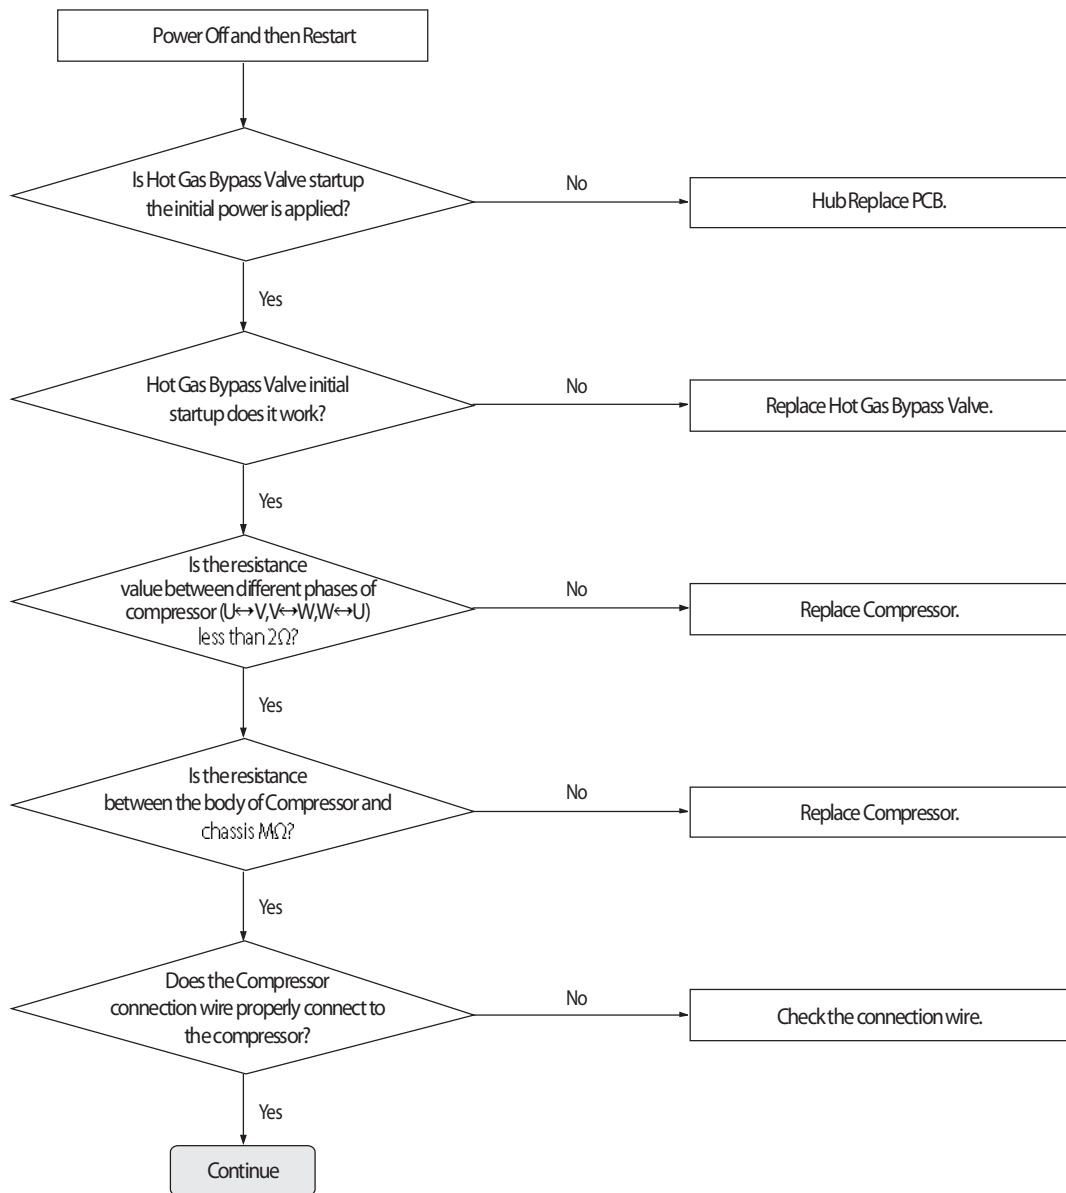 Power Off and then Restart
Is Hot Gas Bypass Valve startup
the initial power is applied?
No
Hub Replace PCB.
Yes
Hot Gas Bypass Valve initial
startup does it work?
No
Replace Hot Gas Bypass Valve.
Yes
Is the resistance
value between different phases of
compressor (U↔V,V↔W,W↔U)
less than 2Ω?
No
Replace Compressor.
Yes
Is the resistance
between the body of Compressor and
chassis MΩ?
No
Replace Compressor.
Yes
Does the Compressor
connection wire properly connect to
the compressor?
No
Check the connection wire.
Yes
Continue